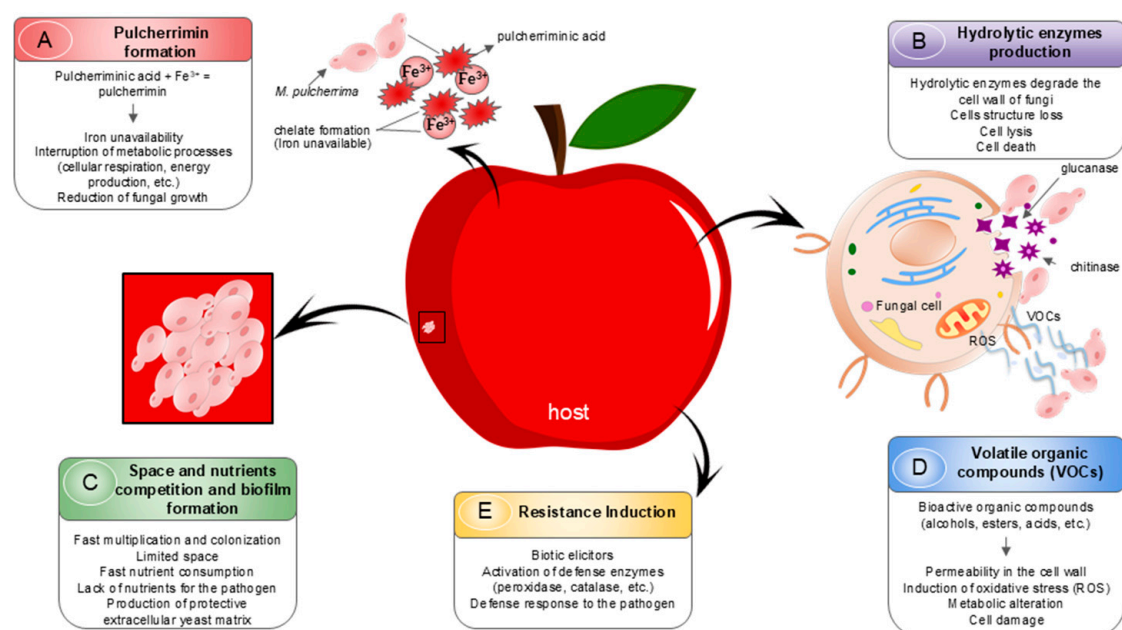 A
Pulcherrimin
formation
Pulcherriminic acid + Fe³⁺ =
pulcherrimin
Iron unavailability
Interruption of metabolic processes
(cellular respiration, energy
production, etc.)
Reduction of fungal growth
pulcherriminic acid
Fe³⁺
Fe³⁺
M. pulcherrima
chelate formation
(Iron unavailable)
Fe³⁺
B
Hydrolytic enzymes
production
Hydrolytic enzymes degrade the
cell wall of fungi
Cells structure loss
Cell lysis
Cell death
glucanase
chitinase
Fungal cell
VOCs
ROS
host
C
Space and nutrients
competition and biofilm
formation
Fast multiplication and colonization
Limited space
Fast nutrient consumption
Lack of nutrients for the pathogen
Production of protective
extracellular yeast matrix
E
Resistance Induction
Biotic elicitors
Activation of defense enzymes
(peroxidase, catalase, etc.)
Defense response to the pathogen
D
Volatile organic
compounds (VOCs)
Bioactive organic compounds
(alcohols, esters, acids, etc.)
Permeability in the cell wall
Induction of oxidative stress (ROS)
Metabolic alteration
Cell damage